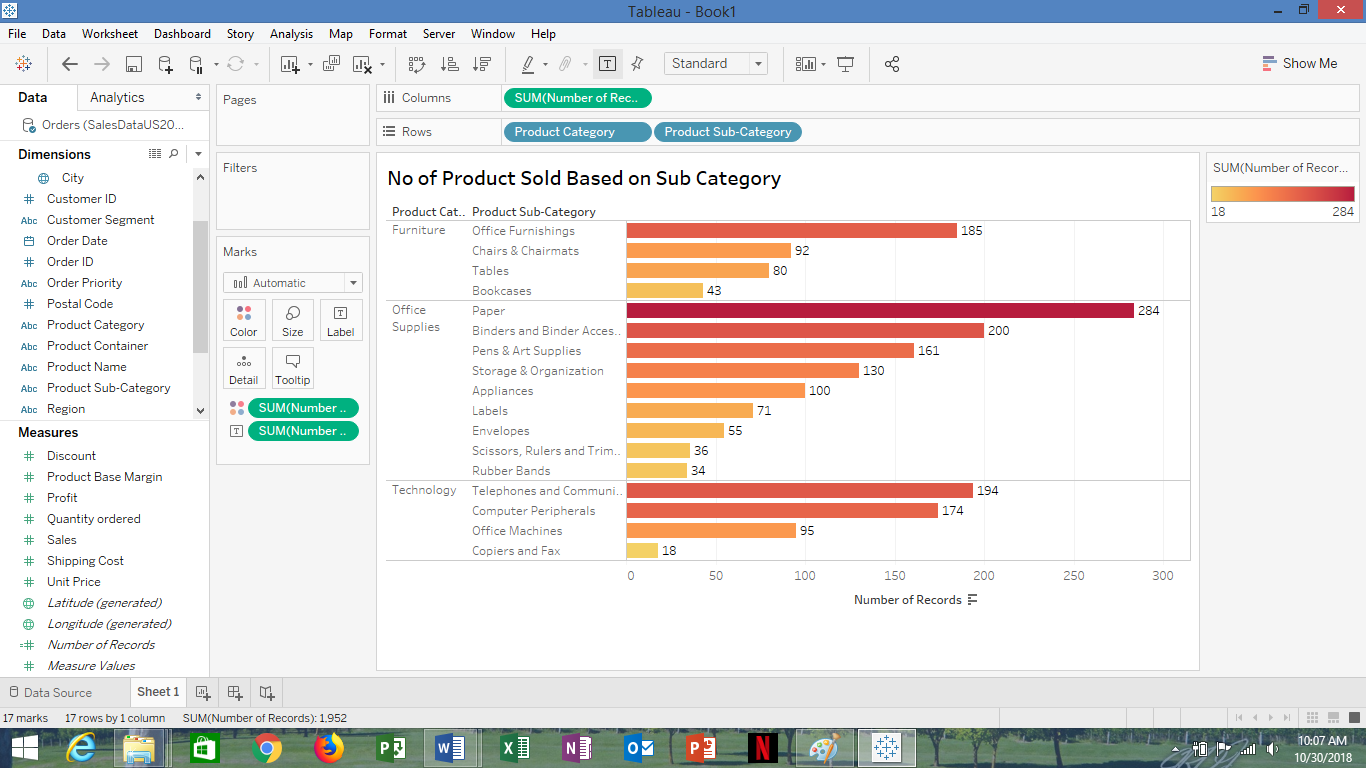 Tableau - Book1
File Data Worksheet Dashboard Story Analysis Map Format Server Window Help
Standard
Show Me
Data Analytics
Orders (SalesDataUS20...
Dimensions
City
Customer ID
Abc Customer Segment
Order Date
Order ID
Abc Order Priority
Postal Code
Abc Product Category
Abc Product Container
Abc Product Name
Abc Product Sub-Category
Abc Region
Measures
Discount
Product Base Margin
Profit
Quantity ordered
Sales
Shipping Cost
Unit Price
Latitude (generated)
Longitude (generated)
Number of Records
Measure Values
Pages
Filters
Marks
Automatic
Color Size Label
Detail Tooltip
SUM(Number ..
SUM(Number ..
Columns SUM(Number of Rec..
Rows Product Category Product Sub-Category
No of Product Sold Based on Sub Category
Product Cat.. Product Sub-Category
Furniture Office Furnishings 185
Chairs & Chairmats 92
Tables 80
Bookcases 43
Office Supplies Paper 284
Binders and Binder Acces.. 200
Pens & Art Supplies 161
Storage & Organization 130
Appliances 100
Labels 71
Envelopes 55
Scissors, Rulers and Trim.. 36
Rubber Bands 34
Technology Telephones and Communi.. 194
Computer Peripherals 174
Office Machines 95
Copiers and Fax 18
0 50 100 150 200 250 300
Number of Records
SUM(Number of Recor...
18 284
Data Source Sheet 1
17 marks 17 rows by 1 column SUM(Number of Records): 1,952
10:07 AM
10/30/2018